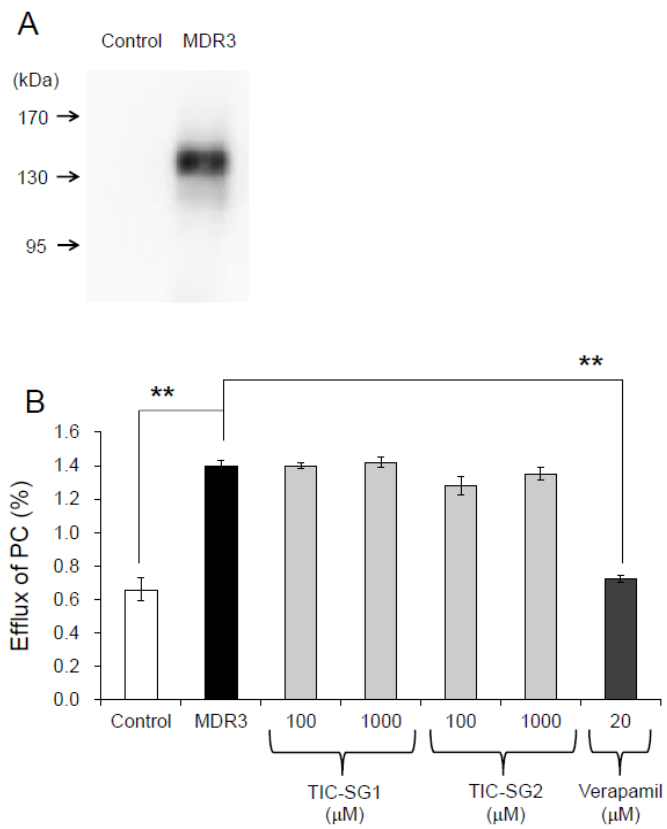 A
Control MDR3
(kDa)
170
130
95
** **
B
Efflux of PC (%)
1.6
1.4
1.2
1.0
0.8
0.6
0.4
0.2
0.0
Control MDR3 100 1000 100 1000 20
TIC-SG1 TIC-SG2 Verapamil
(μM) (μM) (μM)